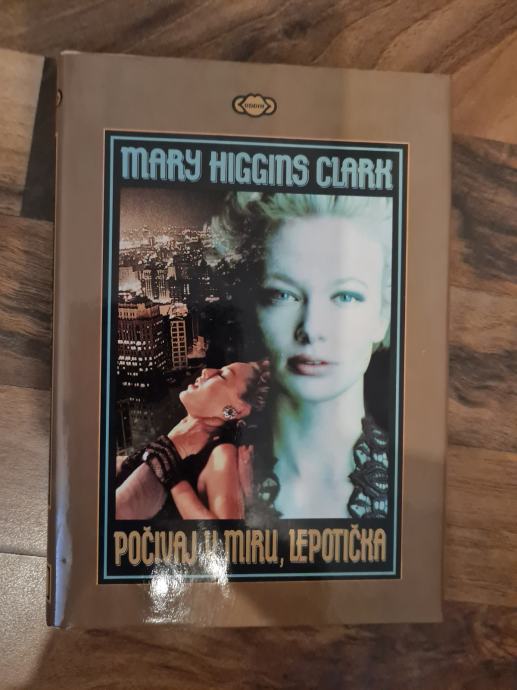 MARY HIGGINS CLARK
POČIVAJ U MIRU, LEPOTIČKA